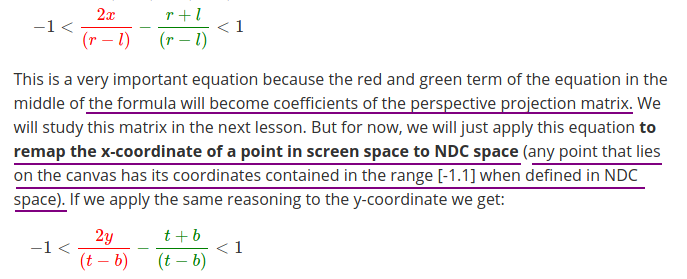 −1 < 2x/(r − l) − r + l/(r − l) < 1
This is a very important equation because the red and green term of the equation in the
middle of the formula will become coefficients of the perspective projection matrix. We
will study this matrix in the next lesson. But for now, we will just apply this equation to
remap the x-coordinate of a point in screen space to NDC space (any point that lies
on the canvas has its coordinates contained in the range [-1.1] when defined in NDC
space). If we apply the same reasoning to the y-coordinate we get:
−1 < 2y/(t − b) − t + b/(t − b) < 1